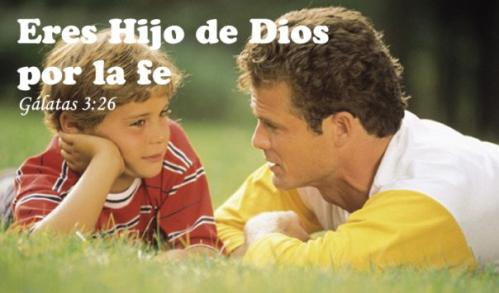 Eres Hijo de Dios
por la fe
Gálatas 3:26